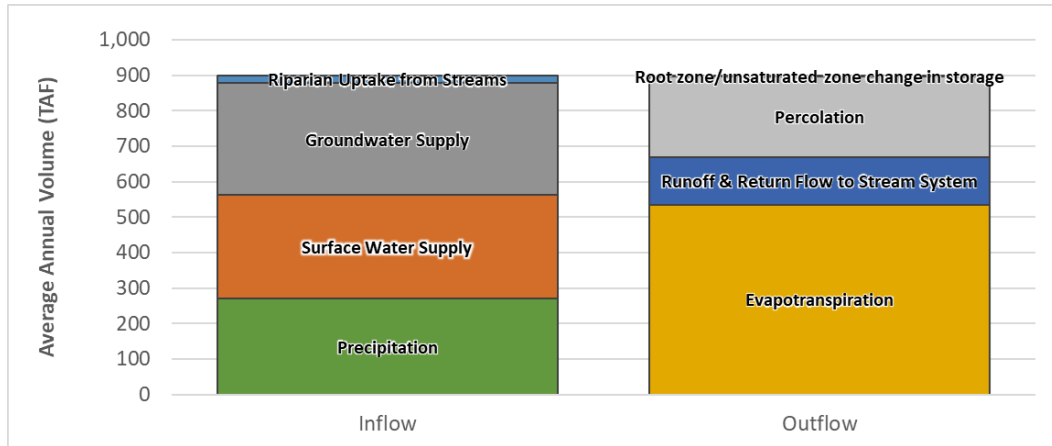 Average Annual Volume (TAF)
1,000
900
800
700
600
500
400
300
200
100
0
Riparian Uptake from Streams
Groundwater Supply
Surface Water Supply
Precipitation
Root zone/unsaturated zone change in storage
Percolation
Runoff & Return Flow to Stream System
Evapotranspiration
Inflow
Outflow